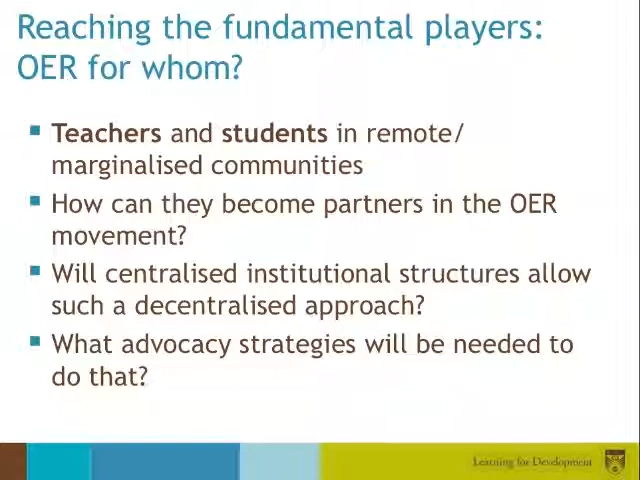 Reaching the fundamental players:
OER for whom?
Teachers and students in remote/
marginalised communities
How can they become partners in the OER
movement?
Will centralised institutional structures allow
such a decentralised approach?
What advocacy strategies will be needed to
do that?
Learning for Development